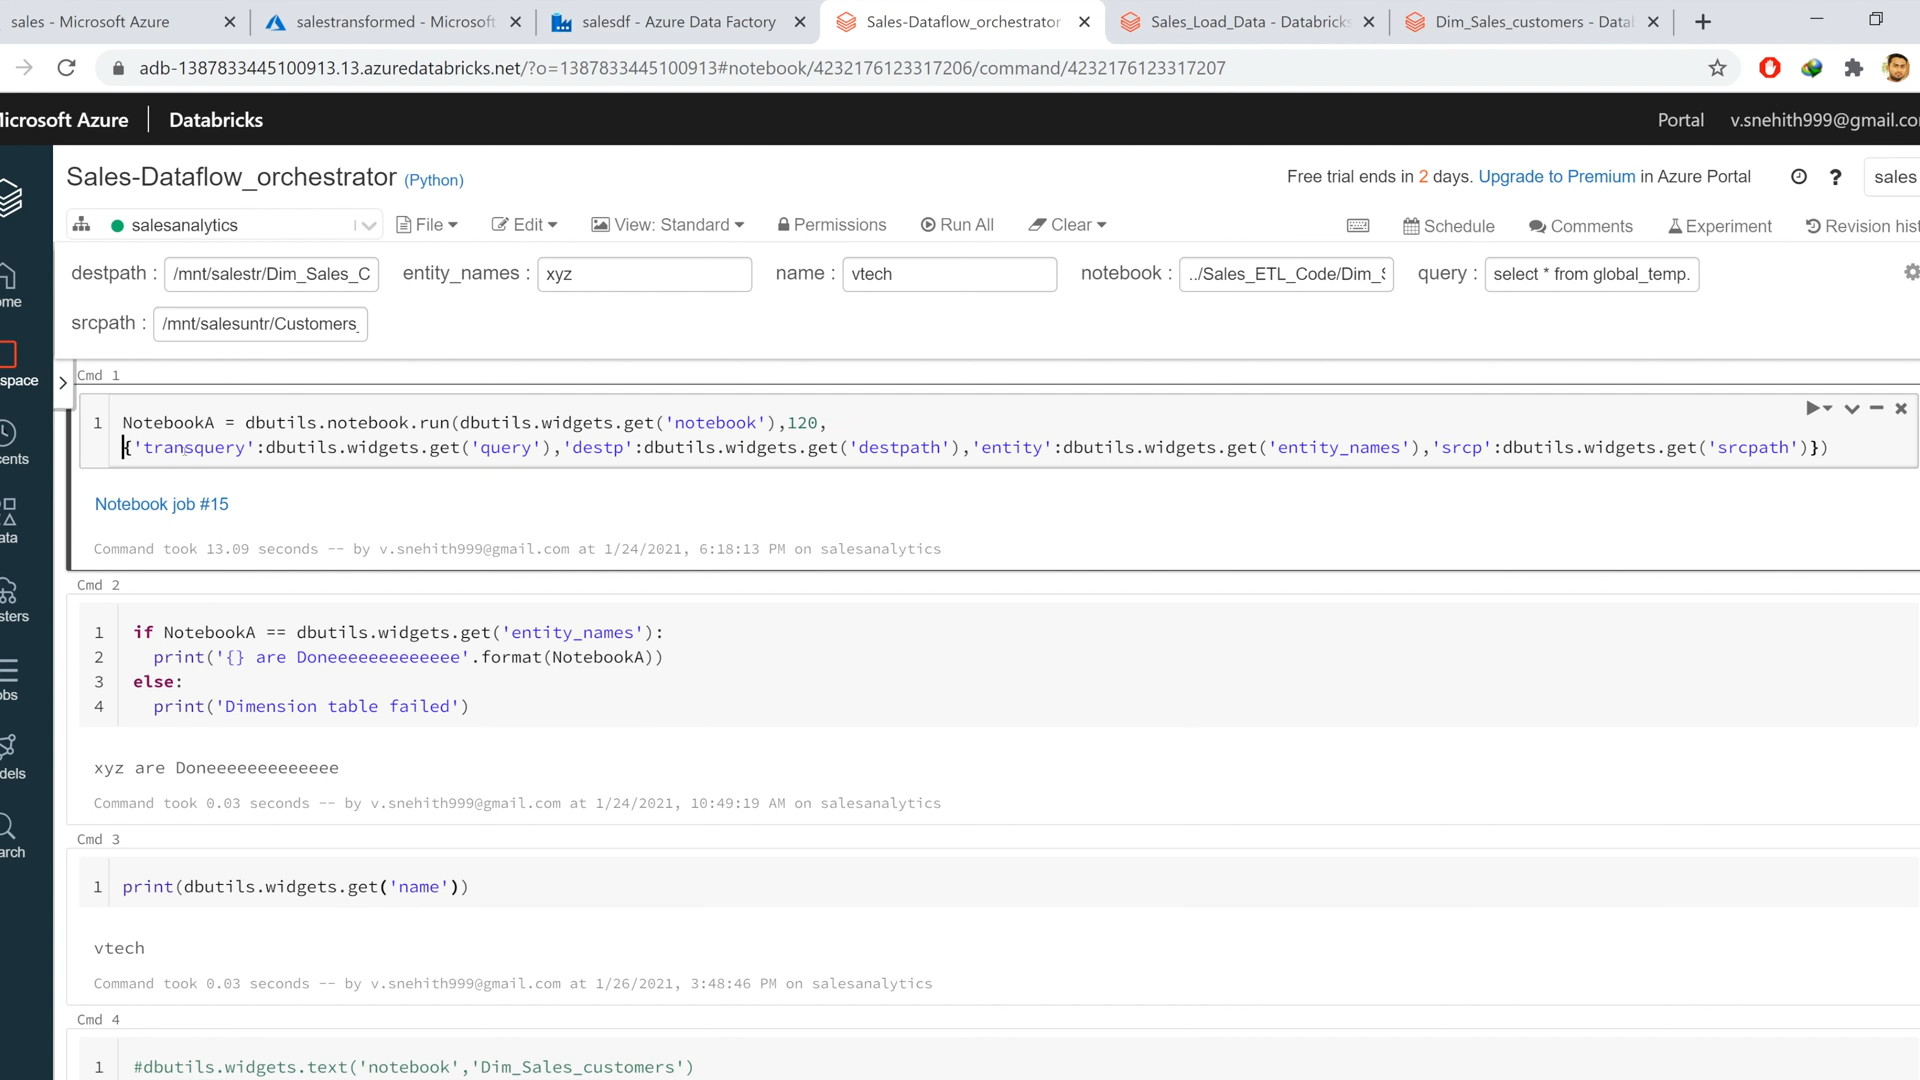 sales - Microsoft Azure
salestransformed - Microsoft
salesdf - Azure Data Factory
Sales-Dataflow_orchestrator
Sales_Load_Data - Databricks
Dim_Sales_customers - Data
adb-1387833445100913.13.azuredatabricks.net/?o=1387833445100913#notebook/4232176123317206/command/4232176123317207
Microsoft Azure
Databricks
Portal
v.snehith999@gmail.co
Sales-Dataflow_orchestrator (Python)
Free trial ends in 2 days. Upgrade to Premium in Azure Portal
? sales
salesanalytics
File
Edit
View: Standard
Permissions
Run All
Clear
Schedule
Comments
Experiment
Revision hist
destpath : /mnt/salestr/Dim_Sales_C
entity_names : xyz
name : vtech
notebook : ../Sales_ETL_Code/Dim_S
query : select * from global_temp.
srcpath : /mnt/salesuntr/Customers_
ome
space
cents
ata
sters
obs
dels
arch
Cmd 1
1 NotebookA = dbutils.notebook.run(dbutils.widgets.get('notebook'),120,
{'transquery':dbutils.widgets.get('query'),'destp':dbutils.widgets.get('destpath'),'entity':dbutils.widgets.get('entity_names'),'srcp':dbutils.widgets.get('srcpath')})
Notebook job #15
Command took 13.09 seconds -- by v.snehith999@gmail.com at 1/24/2021, 6:18:13 PM on salesanalytics
Cmd 2
1 if NotebookA == dbutils.widgets.get('entity_names'):
2 print('{} are Doneeeeeeeeeeeee'.format(NotebookA))
3 else:
4 print('Dimension table failed')
xyz are Doneeeeeeeeeeeee
Command took 0.03 seconds -- by v.snehith999@gmail.com at 1/24/2021, 10:49:19 AM on salesanalytics
Cmd 3
1 print(dbutils.widgets.get('name'))
vtech
Command took 0.03 seconds -- by v.snehith999@gmail.com at 1/26/2021, 3:48:46 PM on salesanalytics
Cmd 4
1 #dbutils.widgets.text('notebook','Dim_Sales_customers')